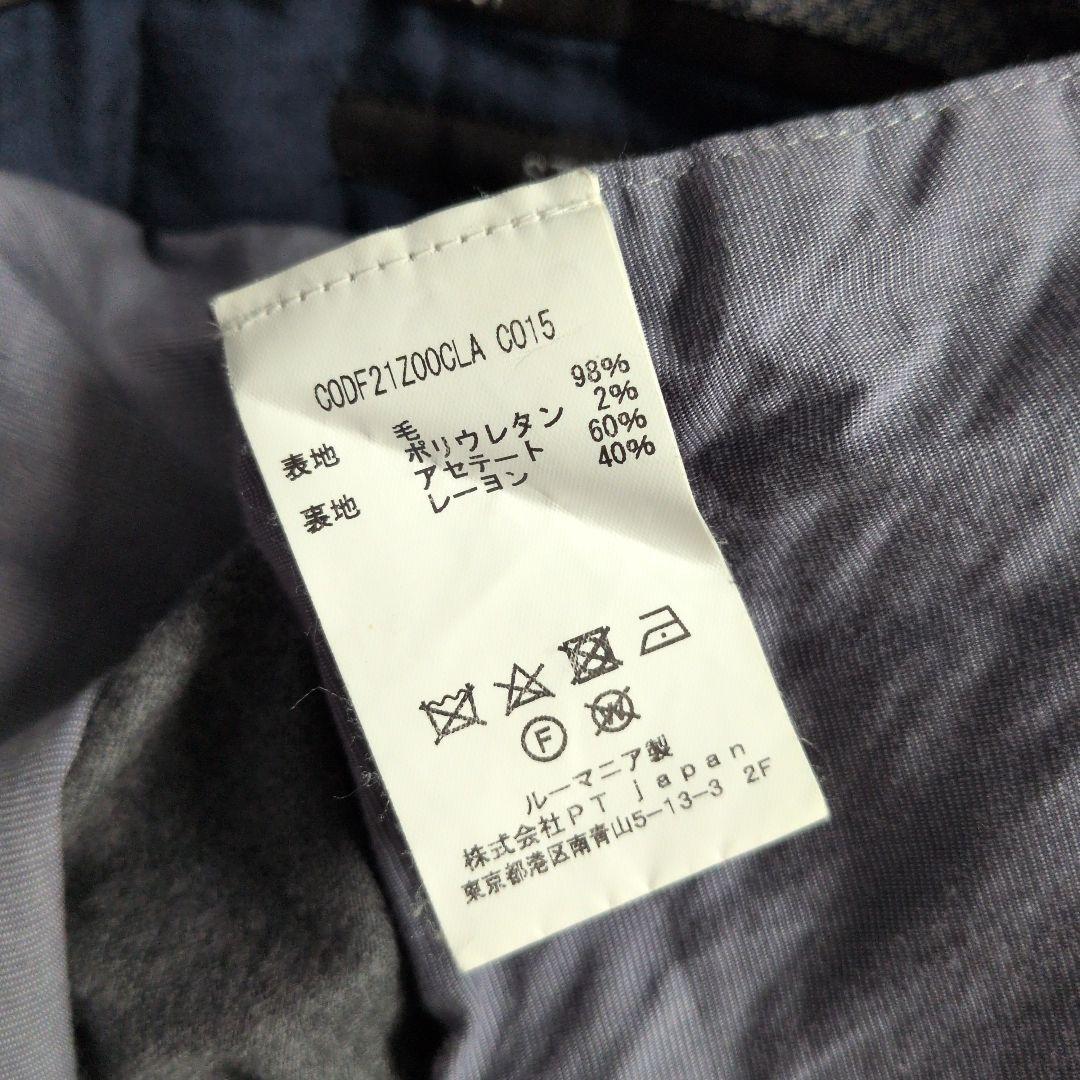 CODF21Z00CLA C015
表地 毛 98%
ポリウレタン 2%
裏地 アセテート 60%
レーヨン 40%
F W
ルーマニア製
株式会社PT japan
東京都港区南青山5-13-3 2F